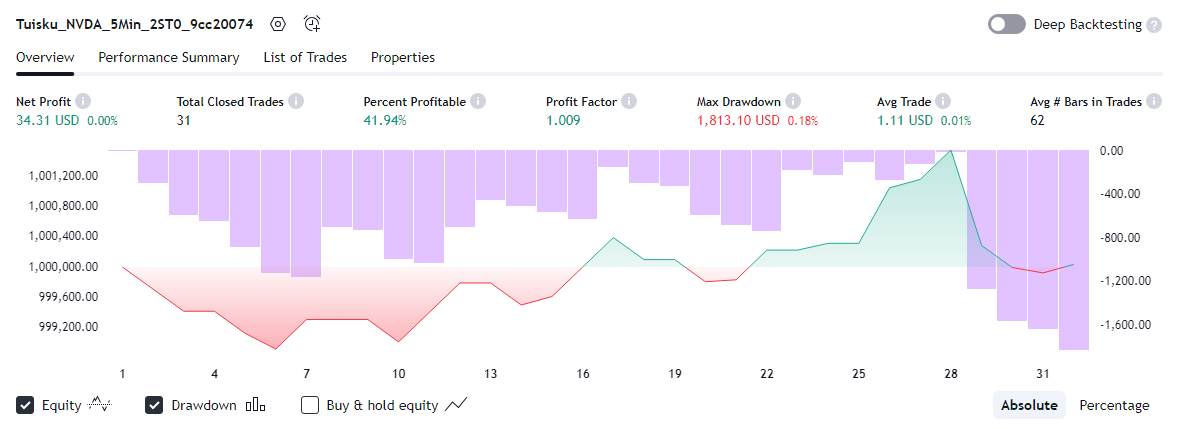 Tuisku_NVDA_5Min_2ST0_9cc20074 Deep Backtesting ?
Overview Performance Summary List of Trades Properties
Net Profit Total Closed Trades Percent Profitable Profit Factor Max Drawdown Avg Trade Avg # Bars in Trades
34.31 USD 0.00% 31 41.94% 1.009 1,813.10 USD 0.18% 1.11 USD 0.01% 62
0.00
1,001,200.00
-400.00
1,000,800.00
1,000,400.00 -800.00
1,000,000.00
-1,200.00
999,600.00
999,200.00 -1,600.00
1 4 7 10 13 16 19 22 25 28 31
Equity Drawdown Buy & hold equity Absolute Percentage